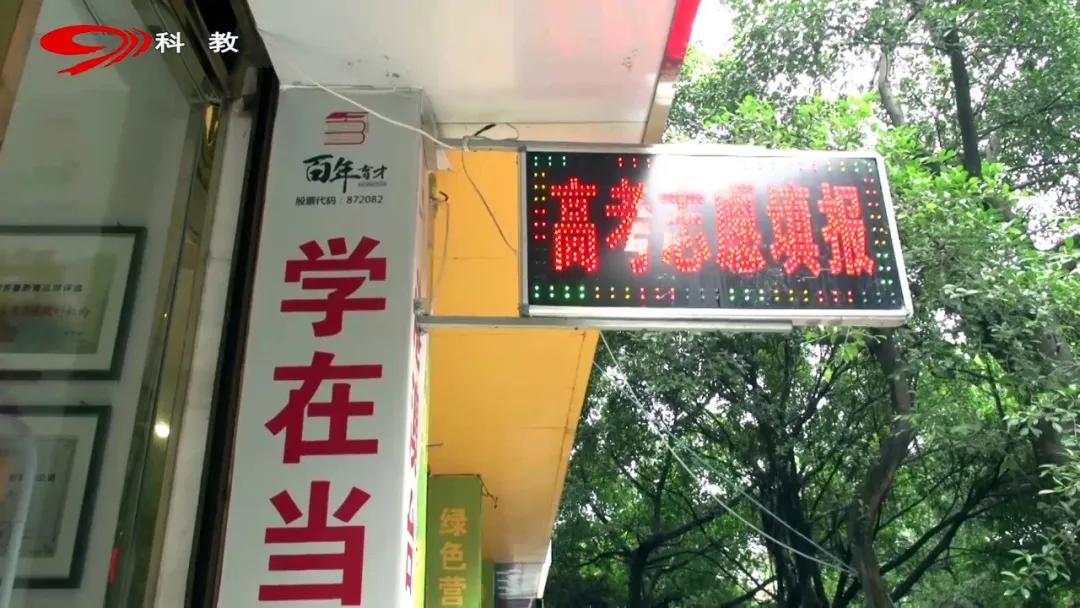 科 教
百年育才
股票代码：872082
学在当
高考志愿填报
绿色营